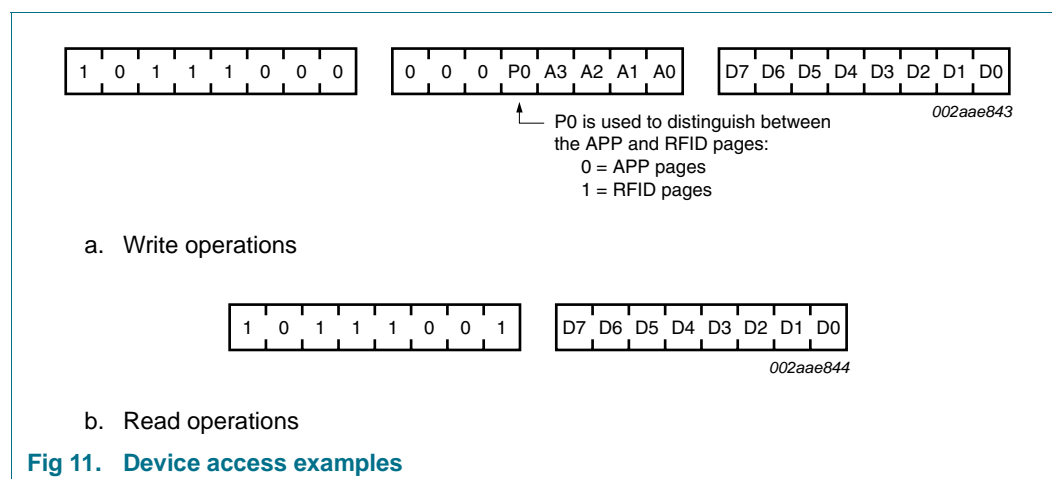 1 0 1 1 1 0 0 0 0 0 0 P0 A3 A2 A1 A0 D7 D6 D5 D4 D3 D2 D1 D0
002aae843
P0 is used to distinguish between
the APP and RFID pages:
0 = APP pages
1 = RFID pages
a. Write operations
1 0 1 1 1 0 0 1 D7 D6 D5 D4 D3 D2 D1 D0
002aae844
b. Read operations
Fig 11. Device access examples